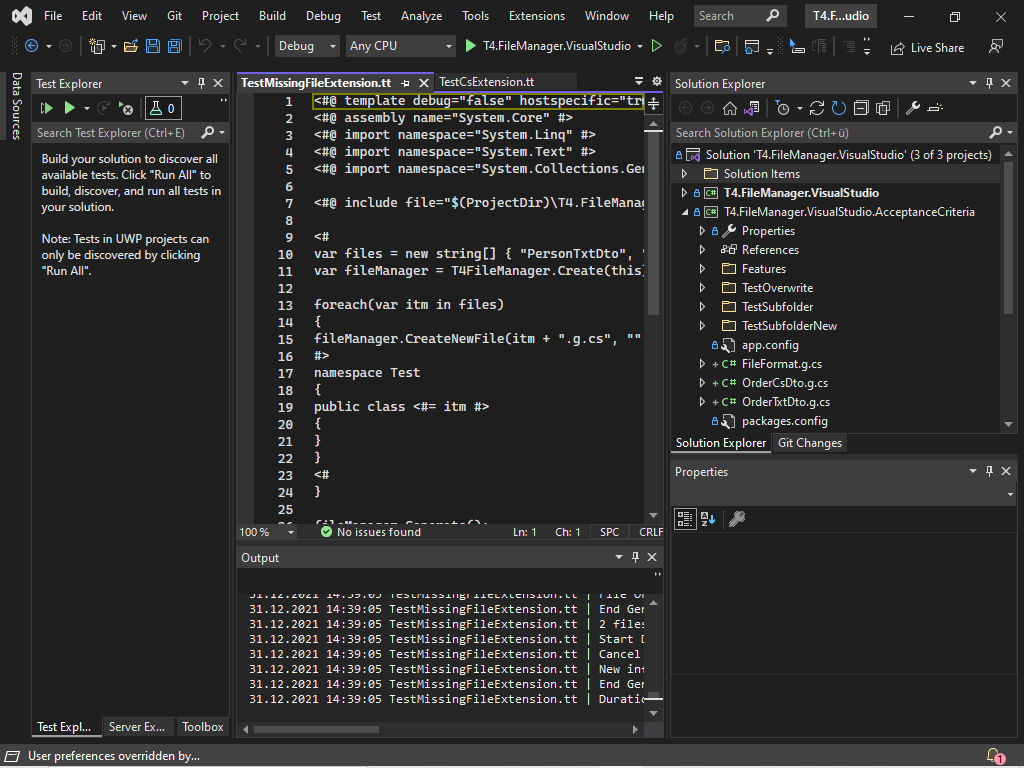 File Edit View Git Project Build Debug Test Analyze Tools Extensions Window Help Search T4.F...udio
Debug Any CPU T4.FileManager.VisualStudio Live Share
Data Sources
Test Explorer
0
Search Test Explorer (Ctrl+E)
Build your solution to discover all
available tests. Click "Run All" to
build, discover, and run all tests in
your solution.
Note: Tests in UWP projects can
only be discovered by clicking
"Run All".
Test Expl... Server Ex... Toolbox
TestMissingFileExtension.tt TestCsExtension.tt
1 <#@ template debug="false" hostspecific="tr
2 <#@ assembly name="System.Core" #>
3 <#@ import namespace="System.Linq" #>
4 <#@ import namespace="System.Text" #>
5 <#@ import namespace="System.Collections.Gen
6
7 <#@ include file="$(ProjectDir)\T4.FileManag
8
9 <#
10 var files = new string[] { "PersonTxtDto", "
11 var fileManager = T4FileManager.Create(this)
12
13 foreach(var itm in files)
14 {
15 fileManager.CreateNewFile(itm + ".g.cs", ""
16 #>
17 namespace Test
18 {
19 public class <#= itm #>
20 {
21 }
22 }
23 <#
24 }
25
26 fileManager.Generate();
100 % No issues found Ln: 1 Ch: 1 SPC CRLF
Output
31.12.2021 14:39:05 TestMissingFileExtension.tt | File Or
31.12.2021 14:39:05 TestMissingFileExtension.tt | End Gen
31.12.2021 14:39:05 TestMissingFileExtension.tt | 2 files
31.12.2021 14:39:05 TestMissingFileExtension.tt | Start D
31.12.2021 14:39:05 TestMissingFileExtension.tt | Cancel
31.12.2021 14:39:05 TestMissingFileExtension.tt | New int
31.12.2021 14:39:05 TestMissingFileExtension.tt | End Gen
31.12.2021 14:39:05 TestMissingFileExtension.tt | Duratio
Solution Explorer
Search Solution Explorer (Ctrl+ü)
Solution 'T4.FileManager.VisualStudio' (3 of 3 projects)
Solution Items
C# T4.FileManager.VisualStudio
C# T4.FileManager.VisualStudio.AcceptanceCriteria
Properties
References
Features
TestOverwrite
TestSubfolder
TestSubfolderNew
app.config
+ C# FileFormat.g.cs
+ C# OrderCsDto.g.cs
+ C# OrderTxtDto.g.cs
packages.config
Solution Explorer Git Changes
Properties
User preferences overridden by... 1